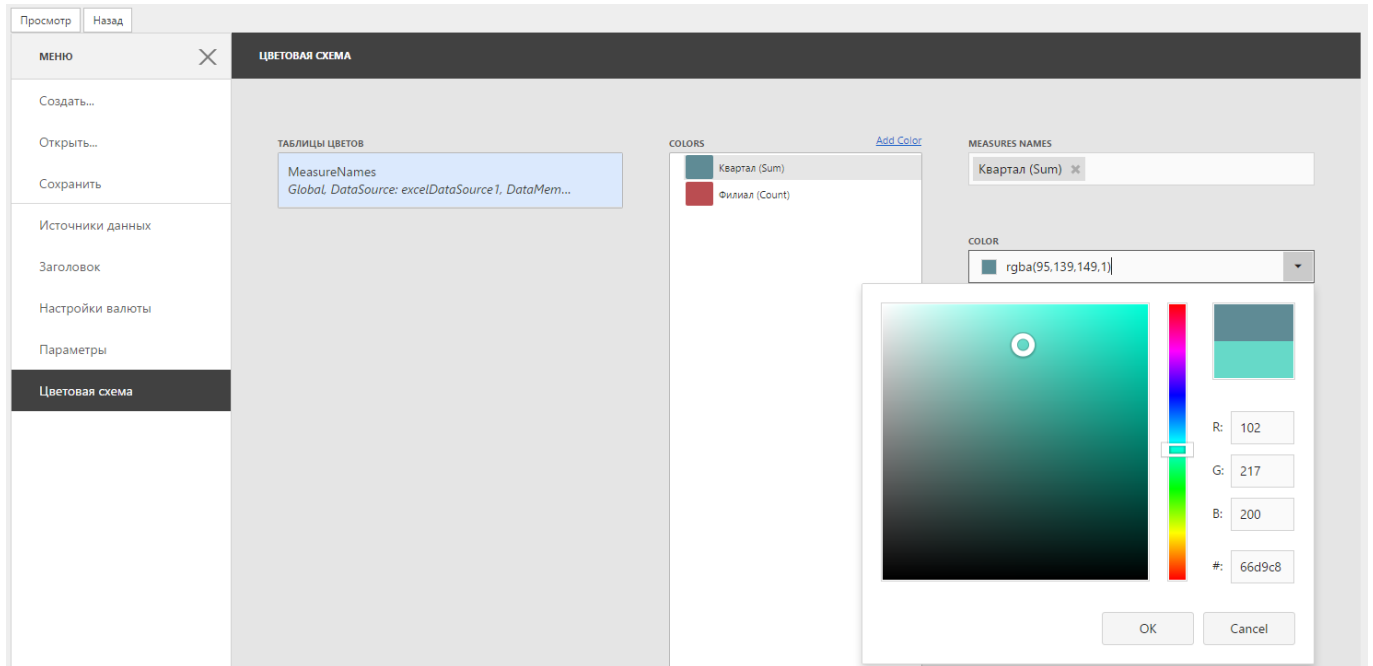 Просмотр Назад
МЕНЮ
ЦВЕТОВАЯ СХЕМА
Создать...
Открыть...
Сохранить
Источники данных
Заголовок
Настройки валюты
Параметры
Цветовая схема
ТАБЛИЦЫ ЦВЕТОВ
MeasureNames
Global, DataSource: excelDataSource1, DataMem...
COLORS
Add Color
Квартал (Sum)
Филиал (Count)
MEASURES NAMES
Квартал (Sum)
COLOR
rgba(95,139,149,1)
R: 102
G: 217
B: 200
#: 66d9c8
OK Cancel